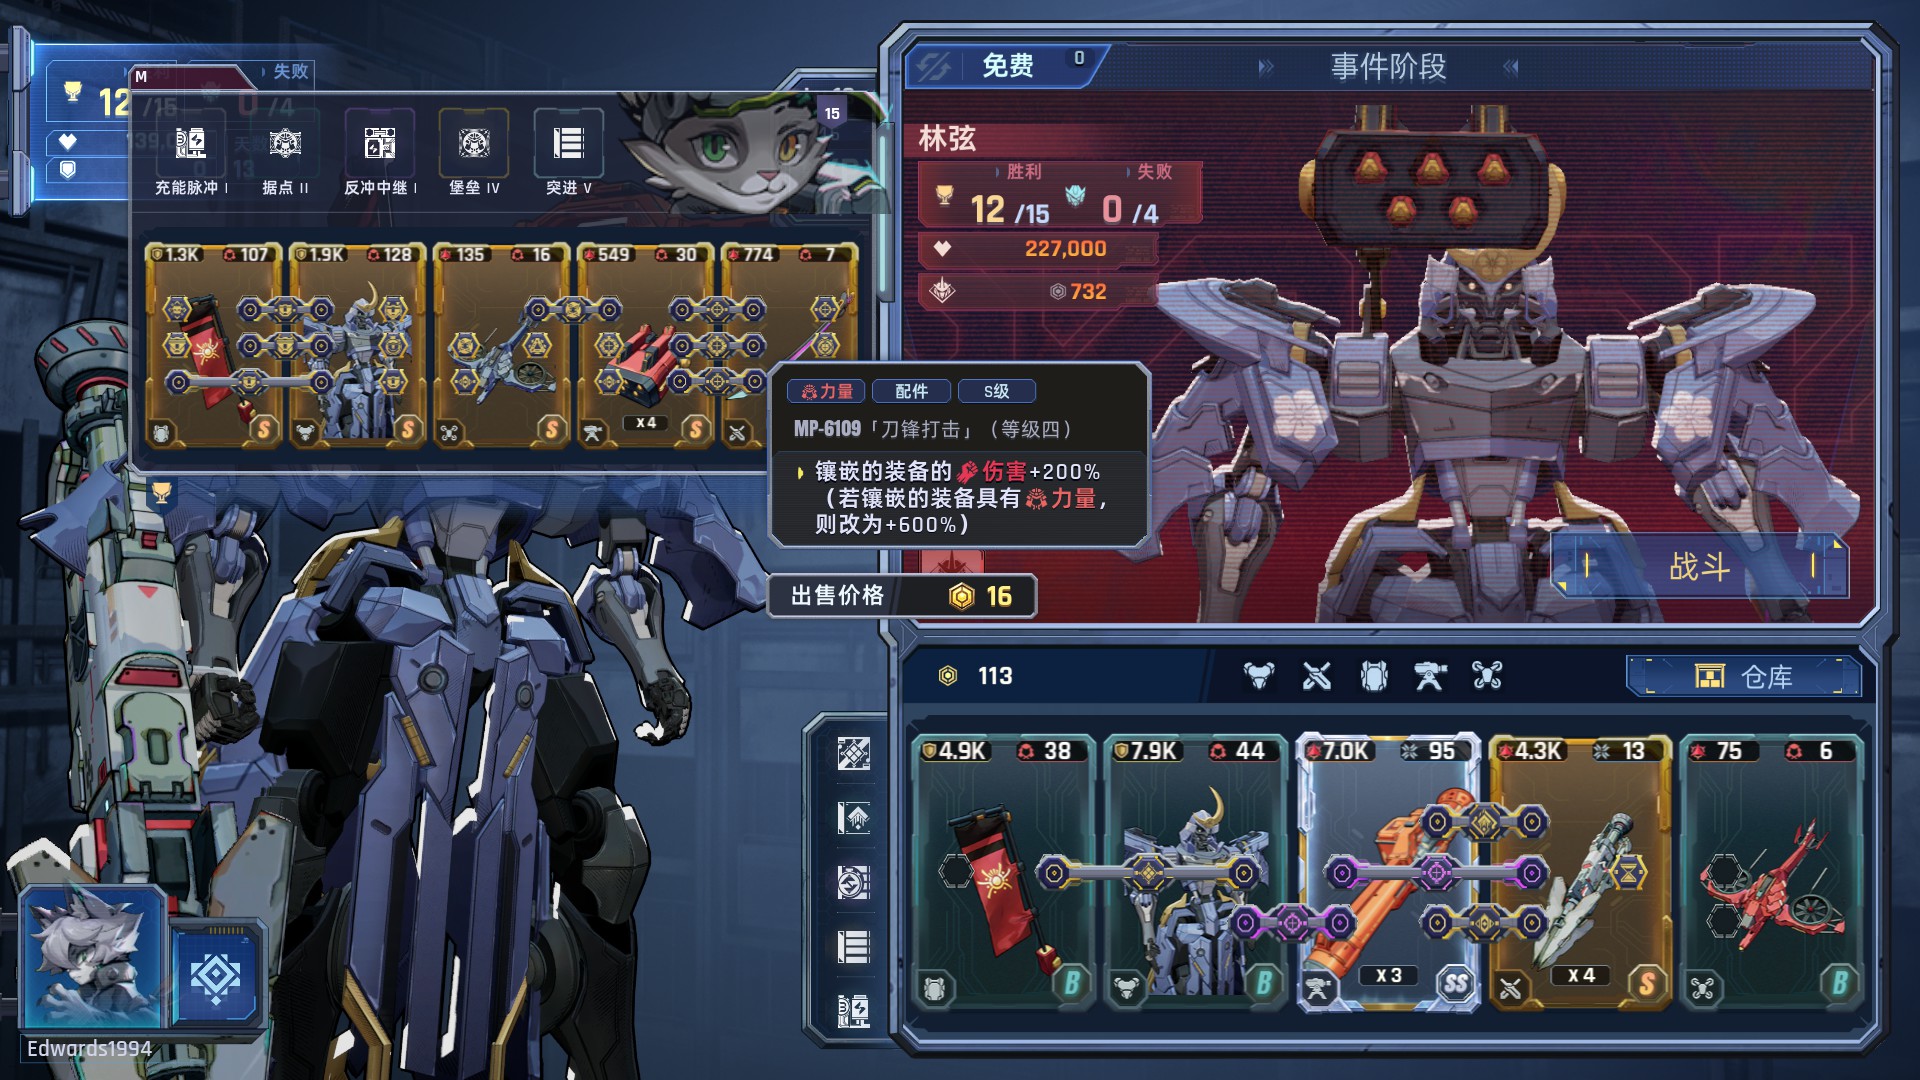 M
失败
12 /15
0 /4
13
15
充能脉冲 I
据点 II
反冲中继 I
堡垒 IV
突进 V
1.3K 107
1.9K 128
135 16
549 30
774 7
X4
S
S
S
S
力量 配件 S级
MP-6109「刀锋打击」（等级四）
镶嵌的装备的伤害+200%
（若镶嵌的装备具有力量，
则改为+600%）
出售价格 16
免费 0
事件阶段
林弦
胜利 失败
12 /15 0 /4
227,000
732
战斗
113
仓库
4.9K 38
7.9K 44
7.0K 95
4.3K 13
75 6
X3
X4
B
B
SS
S
B
Edwards1994